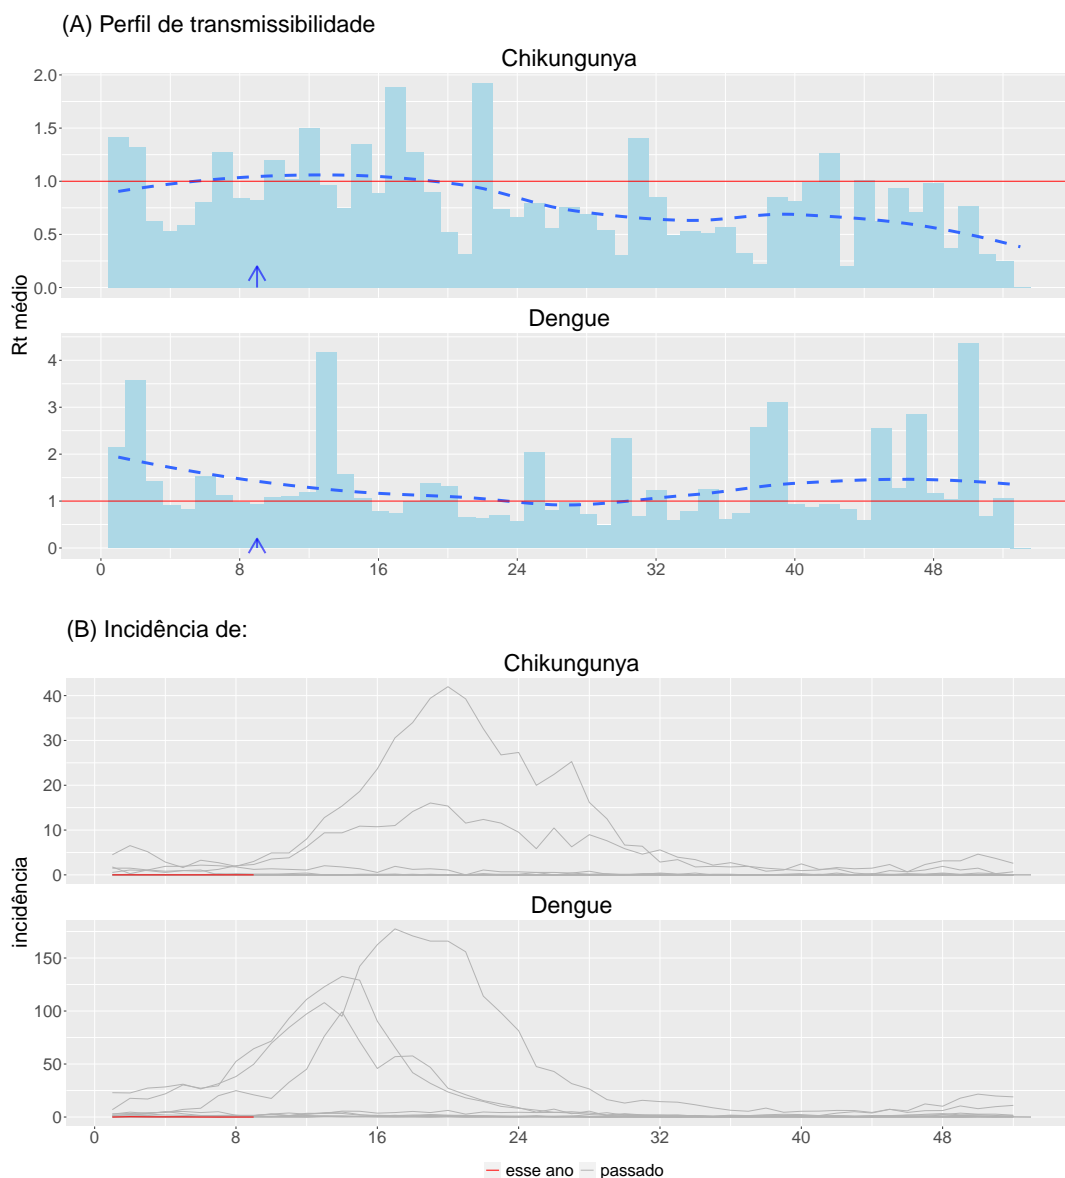 (A) Perfil de transmissibilidade
Chikungunya
2.0
1.5
1.0
0.5
0.0
Rt médio
Dengue
4
3
2
1
0
0 8 16 24 32 40 48
(B) Incidência de:
Chikungunya
40
30
20
10
0
incidência
Dengue
150
100
50
0
0 8 16 24 32 40 48
esse ano passado